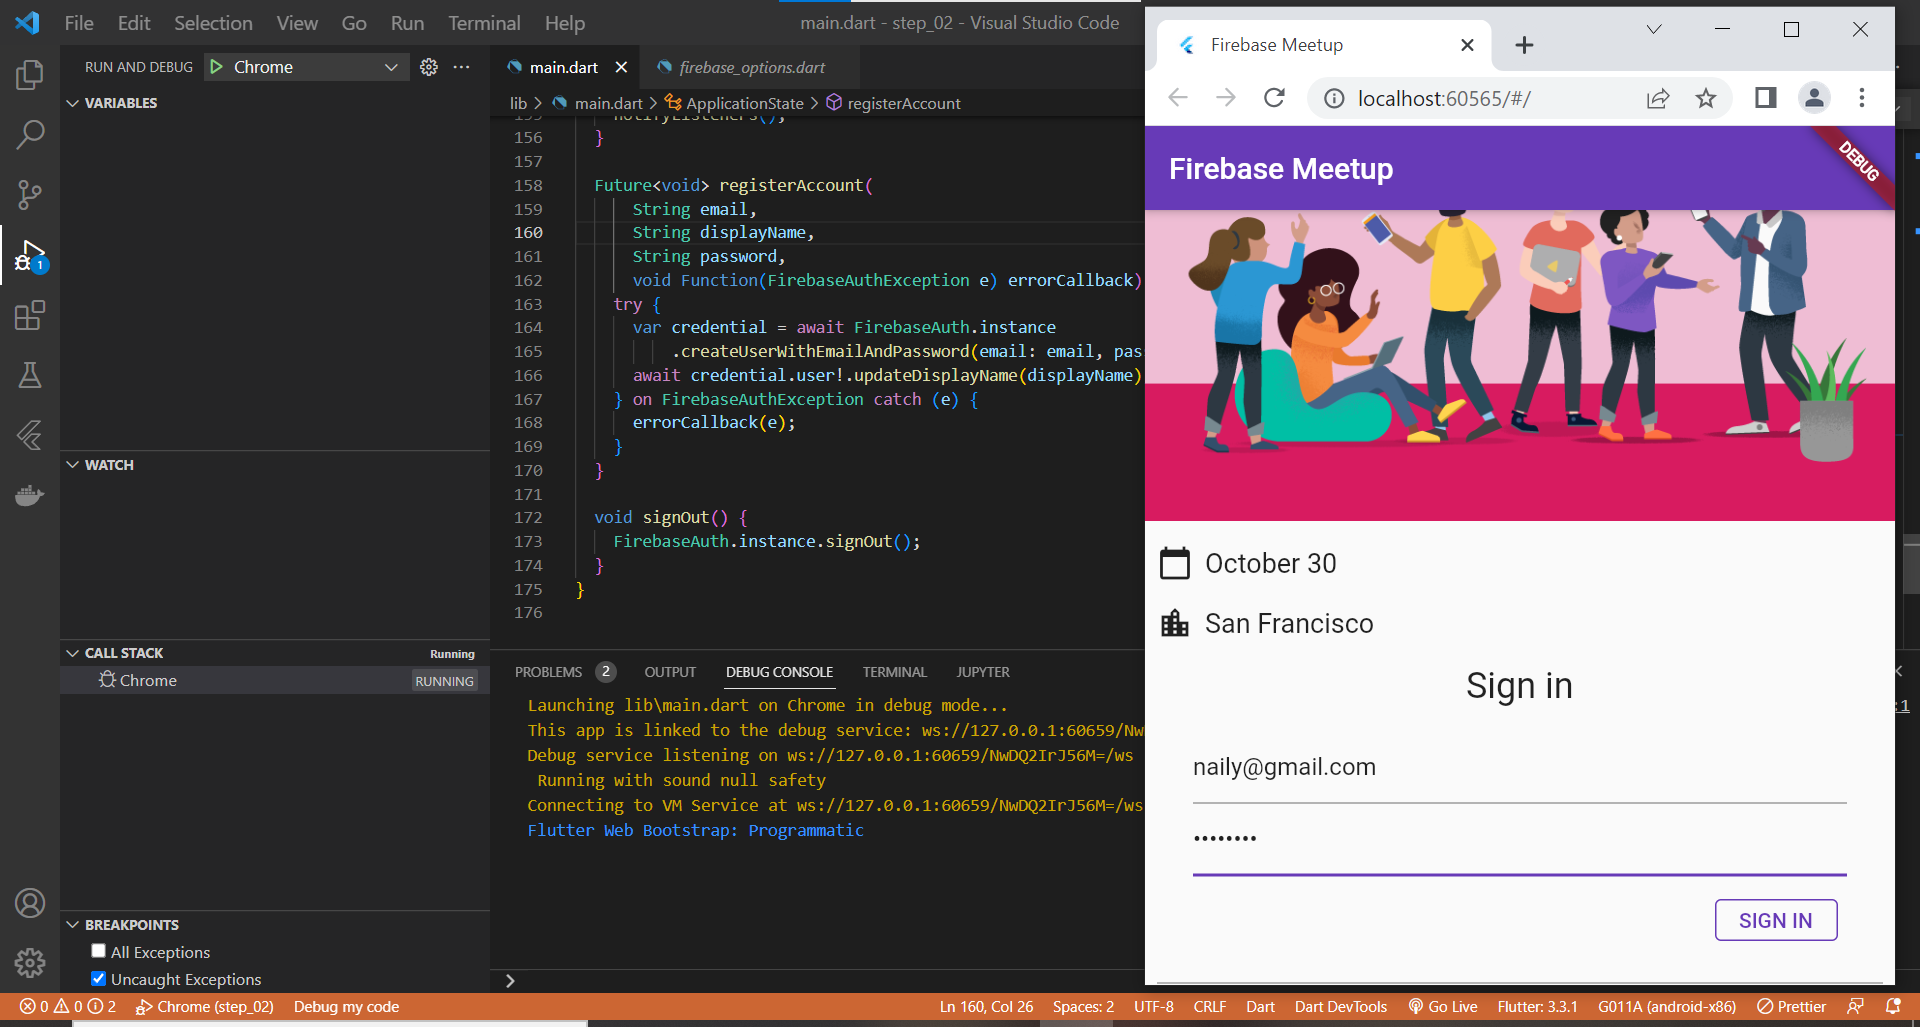 File Edit Selection View Go Run Terminal Help
main.dart - step_02 - Visual Studio Code
RUN AND DEBUG Chrome
VARIABLES
WATCH
CALL STACK Running
Chrome RUNNING
BREAKPOINTS
All Exceptions
Uncaught Exceptions
1
main.dart
firebase_options.dart
lib > main.dart > ApplicationState > registerAccount
155 notifyListeners();
156 }
157
158 Future<void> registerAccount(
159 String email,
160 String displayName,
161 String password,
162 void Function(FirebaseAuthException e) errorCallback)
163 try {
164 var credential = await FirebaseAuth.instance
165 .createUserWithEmailAndPassword(email: email, pas
166 await credential.user!.updateDisplayName(displayName)
167 } on FirebaseAuthException catch (e) {
168 errorCallback(e);
169 }
170 }
171
172 void signOut() {
173 FirebaseAuth.instance.signOut();
174 }
175 }
176
PROBLEMS 2 OUTPUT DEBUG CONSOLE TERMINAL JUPYTER
Launching lib\main.dart on Chrome in debug mode...
This app is linked to the debug service: ws://127.0.0.1:60659/Nw
Debug service listening on ws://127.0.0.1:60659/NwDQ2IrJ56M=/ws
Running with sound null safety
Connecting to VM Service at ws://127.0.0.1:60659/NwDQ2IrJ56M=/ws
Flutter Web Bootstrap: Programmatic
:1
Firebase Meetup
localhost:60565/#/
Firebase Meetup
DEBUG
October 30
San Francisco
Sign in
naily@gmail.com
••••••••
SIGN IN
0 0 2 Chrome (step_02) Debug my code
Ln 160, Col 26 Spaces: 2 UTF-8 CRLF Dart Dart DevTools Go Live Flutter: 3.3.1 G011A (android-x86) Prettier